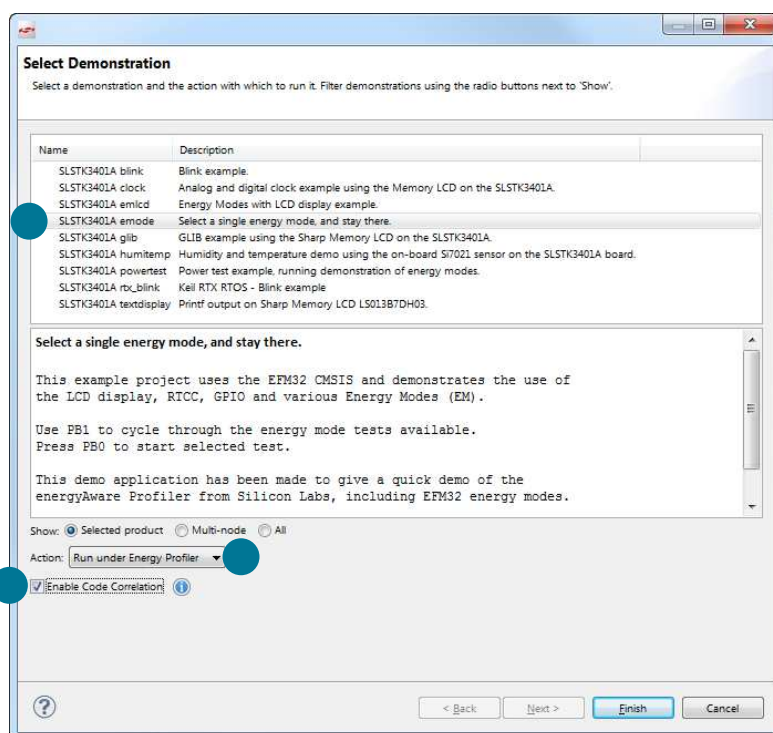 Select Demonstration
Select a demonstration and the action with which to run it. Filter demonstrations using the radio buttons next to 'Show'.
Name Description
SLSTK3401A blink Blink example.
SLSTK3401A clock Analog and digital clock example using the Memory LCD on the SLSTK3401A.
SLSTK3401A emlcd Energy Modes with LCD display example.
SLSTK3401A emode Select a single energy mode, and stay there.
SLSTK3401A glib GLIB example using the Sharp Memory LCD on the SLSTK3401A.
SLSTK3401A humitemp Humidity and temperature demo using the on-board Si7021 sensor on the SLSTK3401A board.
SLSTK3401A powertest Power test example, running demonstration of energy modes.
SLSTK3401A rtx_blink Keil RTX RTOS - Blink example
SLSTK3401A textdisplay Printf output on Sharp Memory LCD LS013B7DH03.
Select a single energy mode, and stay there.
This example project uses the EFM32 CMSIS and demonstrates the use of
the LCD display, RTCC, GPIO and various Energy Modes (EM).
Use PB1 to cycle through the energy mode tests available.
Press PB0 to start selected test.
This demo application has been made to give a quick demo of the
energyAware Profiler from Silicon Labs, including EFM32 energy modes.
Show: Selected product Multi-node All
Action: Run under Energy Profiler
Enable Code Correlation
< Back Next > Finish Cancel